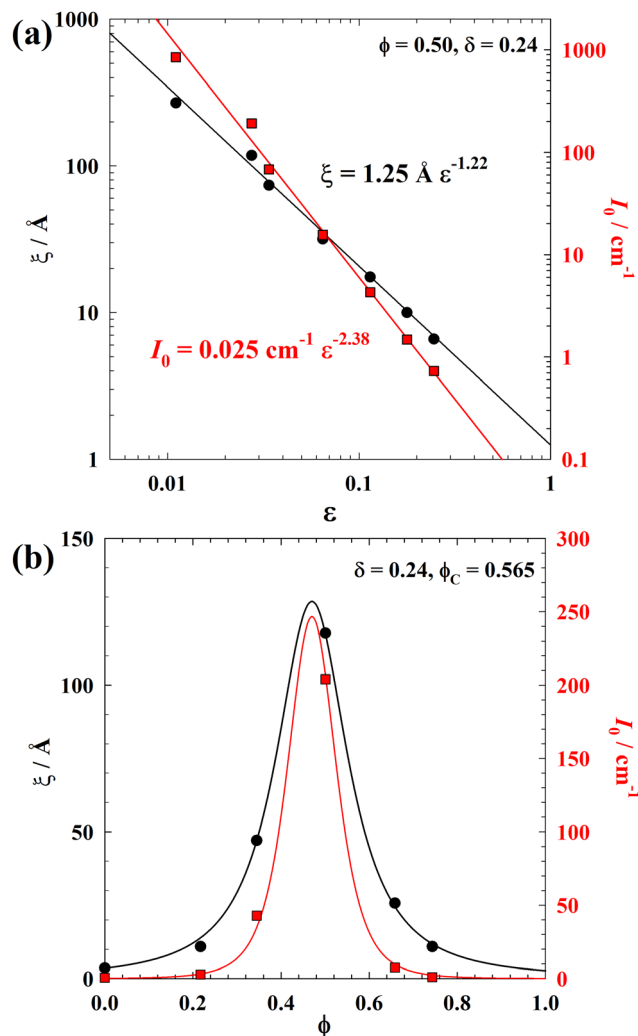 (a)
1000
100
10
1
ξ / Å
ϕ = 0.50, δ = 0.24
ξ = 1.25 Å ε^-1.22
I₀ = 0.025 cm^-1 ε^-2.38
1000
100
10
1
0.1
I₀ / cm^-1
0.01
0.1
1
ε
(b)
150
100
50
0
ξ / Å
δ = 0.24, ϕ_C = 0.565
300
250
200
150
100
50
0
I₀ / cm^-1
0.0
0.2
0.4
0.6
0.8
1.0
ϕ